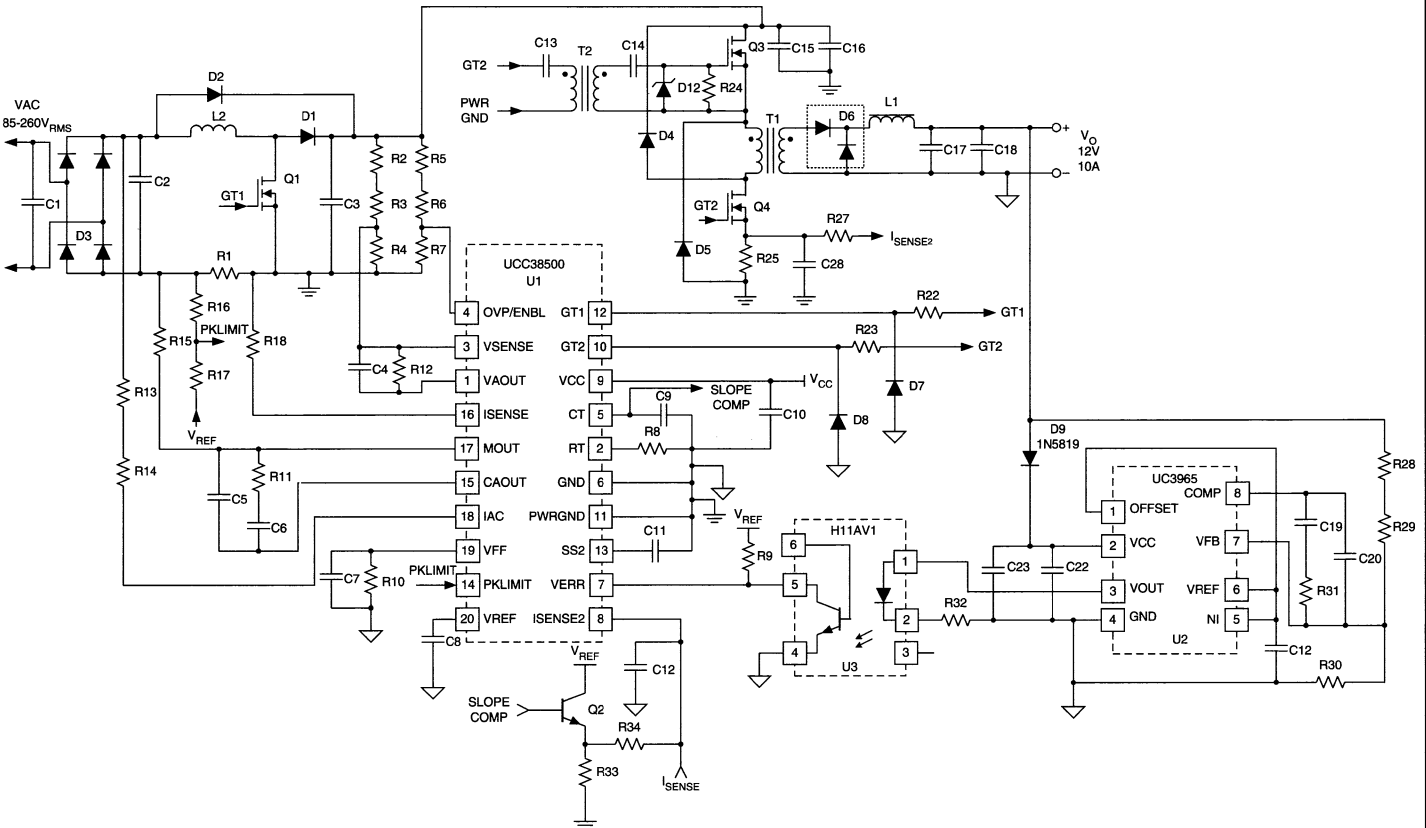 VAC
85-260VRMS
D2
L2
D1
C1
D3
C2
GT1
Q1
C3
R1
R2
R3
R4
R5
R6
R7
GT2
PWR
GND
C13
T2
C14
D12
R24
Q3
C15
C16
D4
T1
D6
L1
C17
C18
VO
12V
10A
GT2
Q4
D5
R25
C28
R27
ISENSE2
R15
R16
PKLIMIT
R17
VREF
R18
R13
R14
C4
R12
C5
R11
C6
C7
R10
PKLIMIT
C8
UCC38500
U1
4 OVP/ENBL GT1 12
3 VSENSE GT2 10
1 VAOUT VCC 9
16 ISENSE CT 5
17 MOUT RT 2
15 CAOUT GND 6
18 IAC PWRGND 11
19 VFF SS2 13
14 PKLIMIT VERR 7
20 VREF ISENSE2 8
R22
GT1
R23
GT2
D7
D8
VCC
SLOPE
COMP
C9
C10
R8
C11
VREF
R9
H11AV1
6
5
4
1
2
3
U3
R32
C23
C22
D9
1N5819
UC3965
COMP 8
1 OFFSET
2 VCC VFB 7
3 VOUT VREF 6
4 GND NI 5
U2
C19
C20
R31
C12
R30
R28
R29
VREF
SLOPE
COMP
Q2
C12
R34
R33
ISENSE